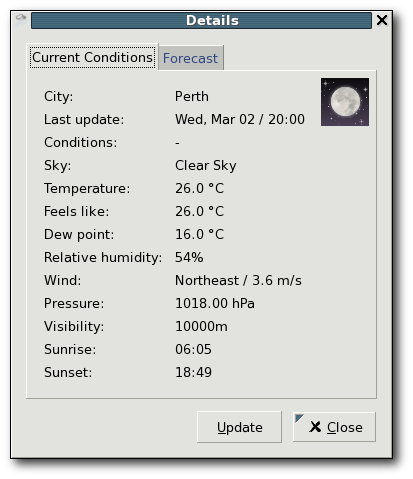 Details
Current Conditions Forecast
City: Perth
Last update: Wed, Mar 02 / 20:00
Conditions: -
Sky: Clear Sky
Temperature: 26.0 °C
Feels like: 26.0 °C
Dew point: 16.0 °C
Relative humidity: 54%
Wind: Northeast / 3.6 m/s
Pressure: 1018.00 hPa
Visibility: 10000m
Sunrise: 06:05
Sunset: 18:49
Update Close